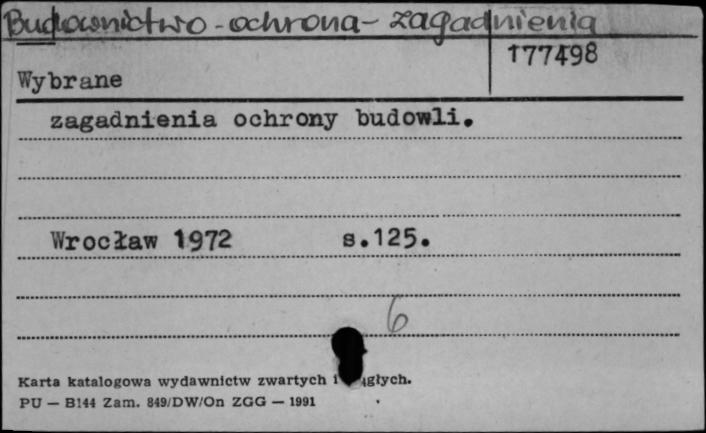 Budownictwo - ochrona - zagadnienia
177498
Wybrane
zagadnienia ochrony budowli.
Wrocław 1972 s.125.
6
Karta katalogowa wydawnictw zwartych i
PU — B144 Zam. 849/DW/On ZGG — 1991